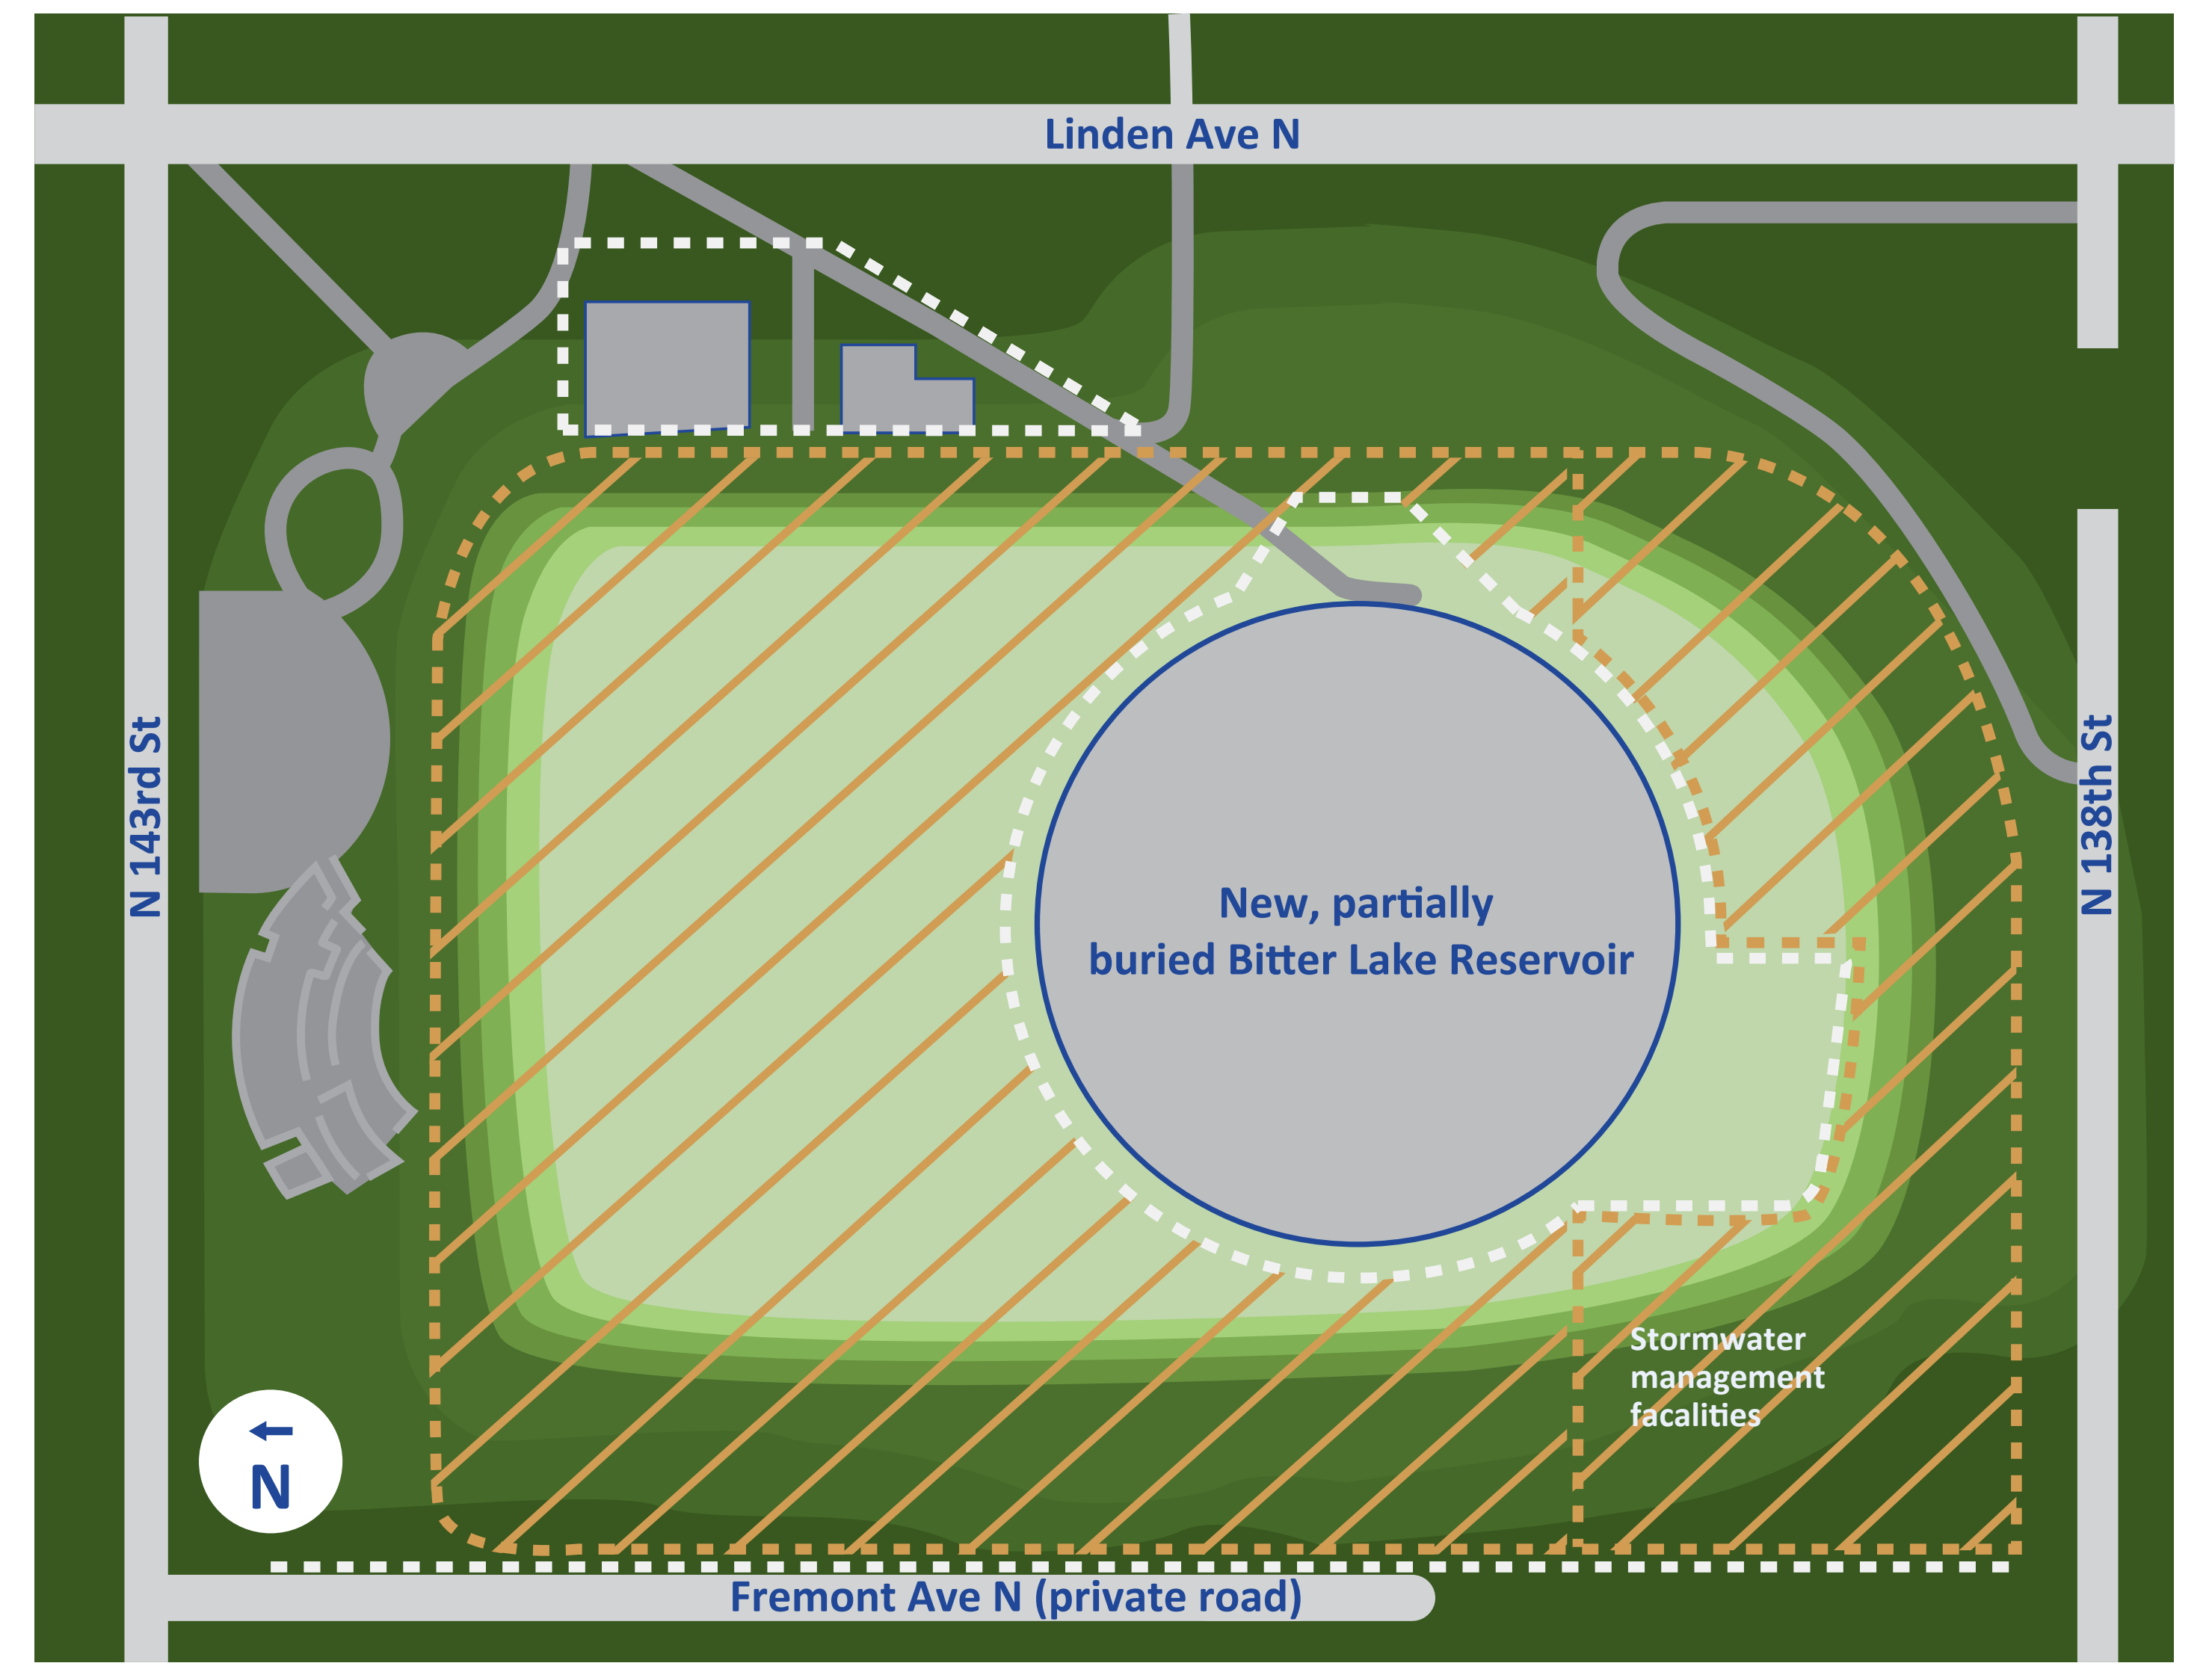 Linden Ave N
N 143rd St
N 138th St
New, partially
buried Bitter Lake Reservoir
Stormwater
management
facalities
N
Fremont Ave N (private road)